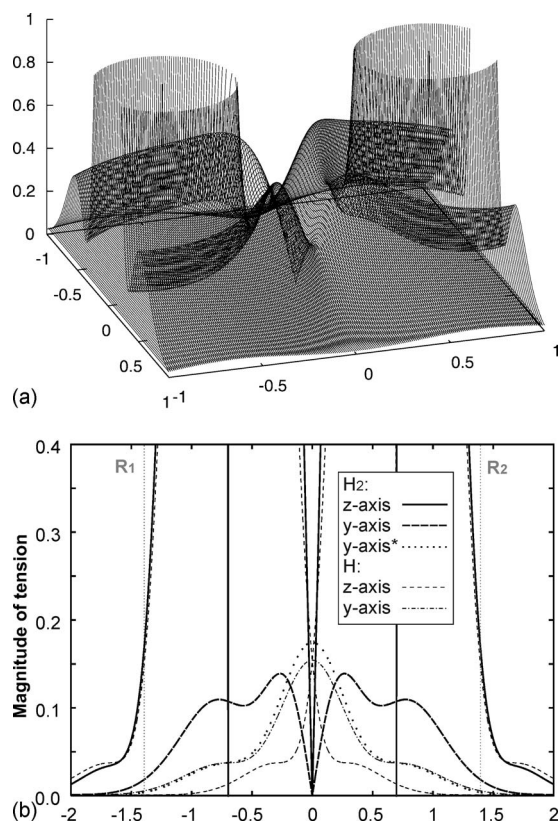 1
0.8
0.6
0.4
0.2
0
-1
-0.5
0
0.5
1
-1
-0.5
0
0.5
1
(a)
0.4
0.3
0.2
0.1
0.0
Magnitude of tension
R1
R2
H2:
z-axis
y-axis
y-axis*
H:
z-axis
y-axis
-2 -1.5 -1 -0.5 0 0.5 1 1.5 2
(b)